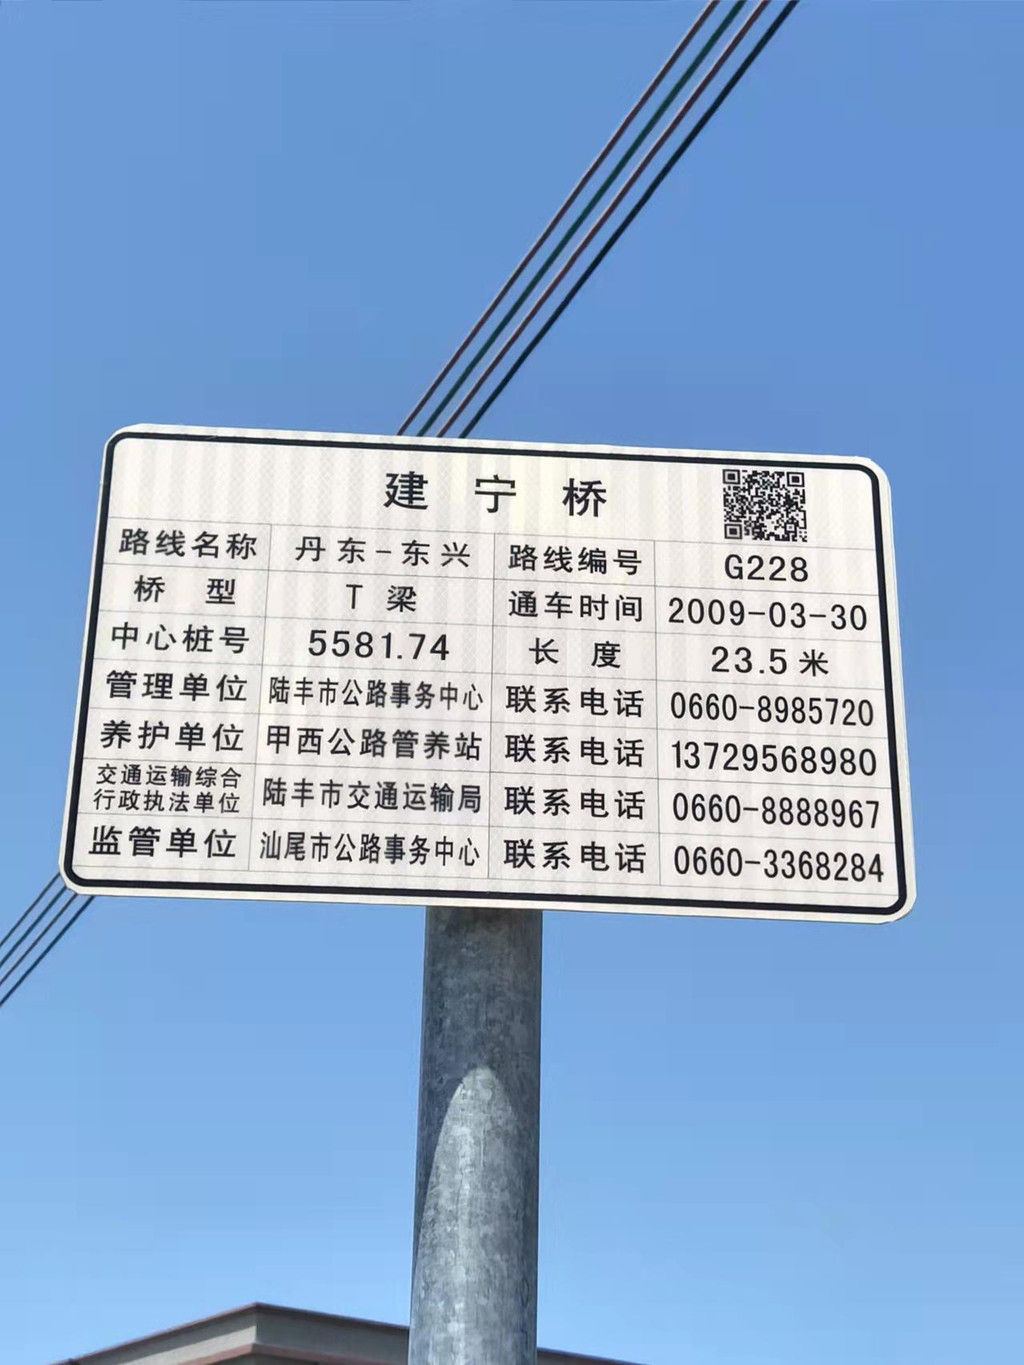 建宁桥
路线名称 丹东-东兴 路线编号 G228
桥型 T梁 通车时间 2009-03-30
中心桩号 5581.74 长度 23.5米
管理单位 陆丰市公路事务中心 联系电话 0660-8985720
养护单位 甲西公路管养站 联系电话 13729568980
交通运输综合
行政执法单位 陆丰市交通运输局 联系电话 0660-8888967
监管单位 汕尾市公路事务中心 联系电话 0660-3368284